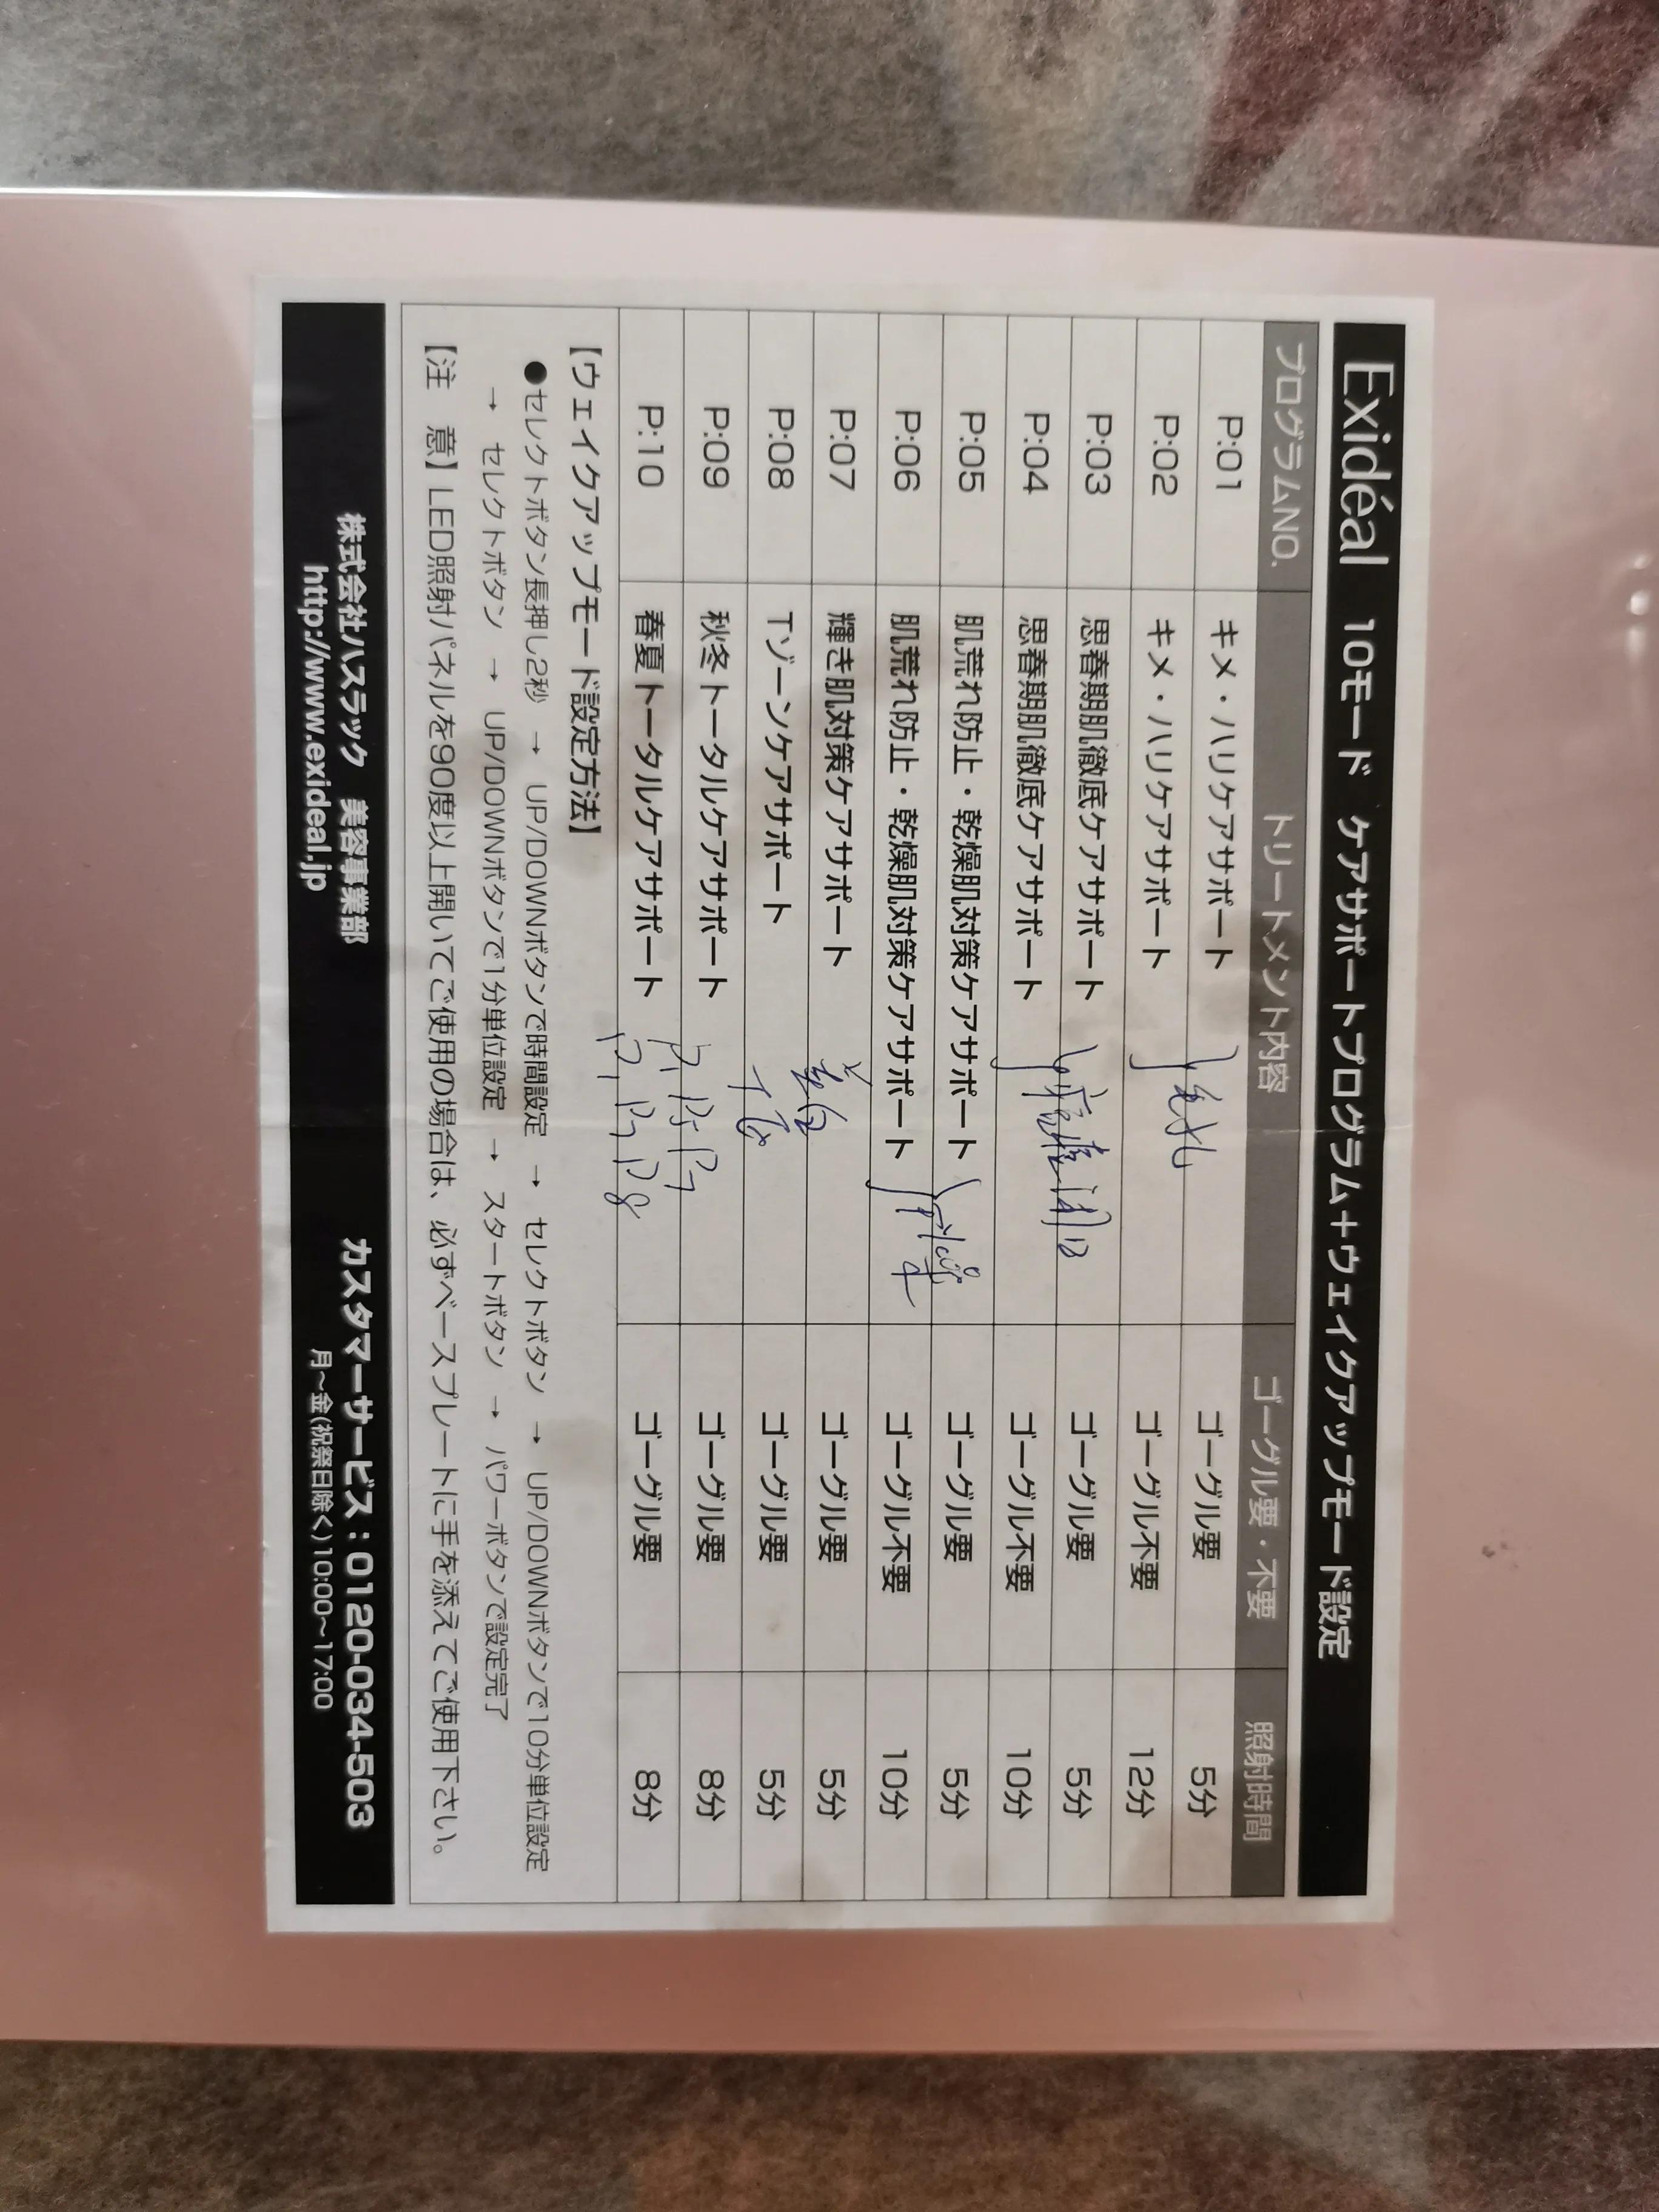 Exidéal 10モード ケアサポートプログラム＋ウェイクアップモード設定
プログラムNO. トリートメント内容 ゴーグル要・不要 照射時間
P:01 キメ・ハリケアサポート ゴーグル要 5分
P:02 キメ・ハリケアサポート ゴーグル不要 12分
P:03 思春期肌徹底ケアサポート ゴーグル要 5分
P:04 思春期肌徹底ケアサポート ゴーグル不要 10分
P:05 肌荒れ防止・乾燥肌対策ケアサポート ゴーグル要 5分
P:06 肌荒れ防止・乾燥肌対策ケアサポート ゴーグル不要 10分
P:07 輝き肌対策ケアサポート 美白 ゴーグル要 5分
P:08 Tゾーンケアサポート ゴーグル要 5分
P:09 秋冬トータルケアサポート P1 P5 P7 ゴーグル要 8分
P:10 春夏トータルケアサポート P1 P7 P8 ゴーグル要 8分
【ウェイクアップモード設定方法】
●セレクトボタン長押し2秒 → UP/DOWNボタンで時間設定 → セレクトボタン → UP/DOWNボタンで10分単位設定
→ セレクトボタン → UP/DOWNボタンで1分単位設定 → スタートボタン → パワーボタンで設定完了
【注 意】LED照射パネルを90度以上開いてご使用の場合は、必ずベースプレートに手を添えてご使用下さい。
株式会社ハスラック 美容事業部 カスタマーサービス：0120-034-503
http://www.exideal.jp 月～金(祝祭日除く)10:00～17:00